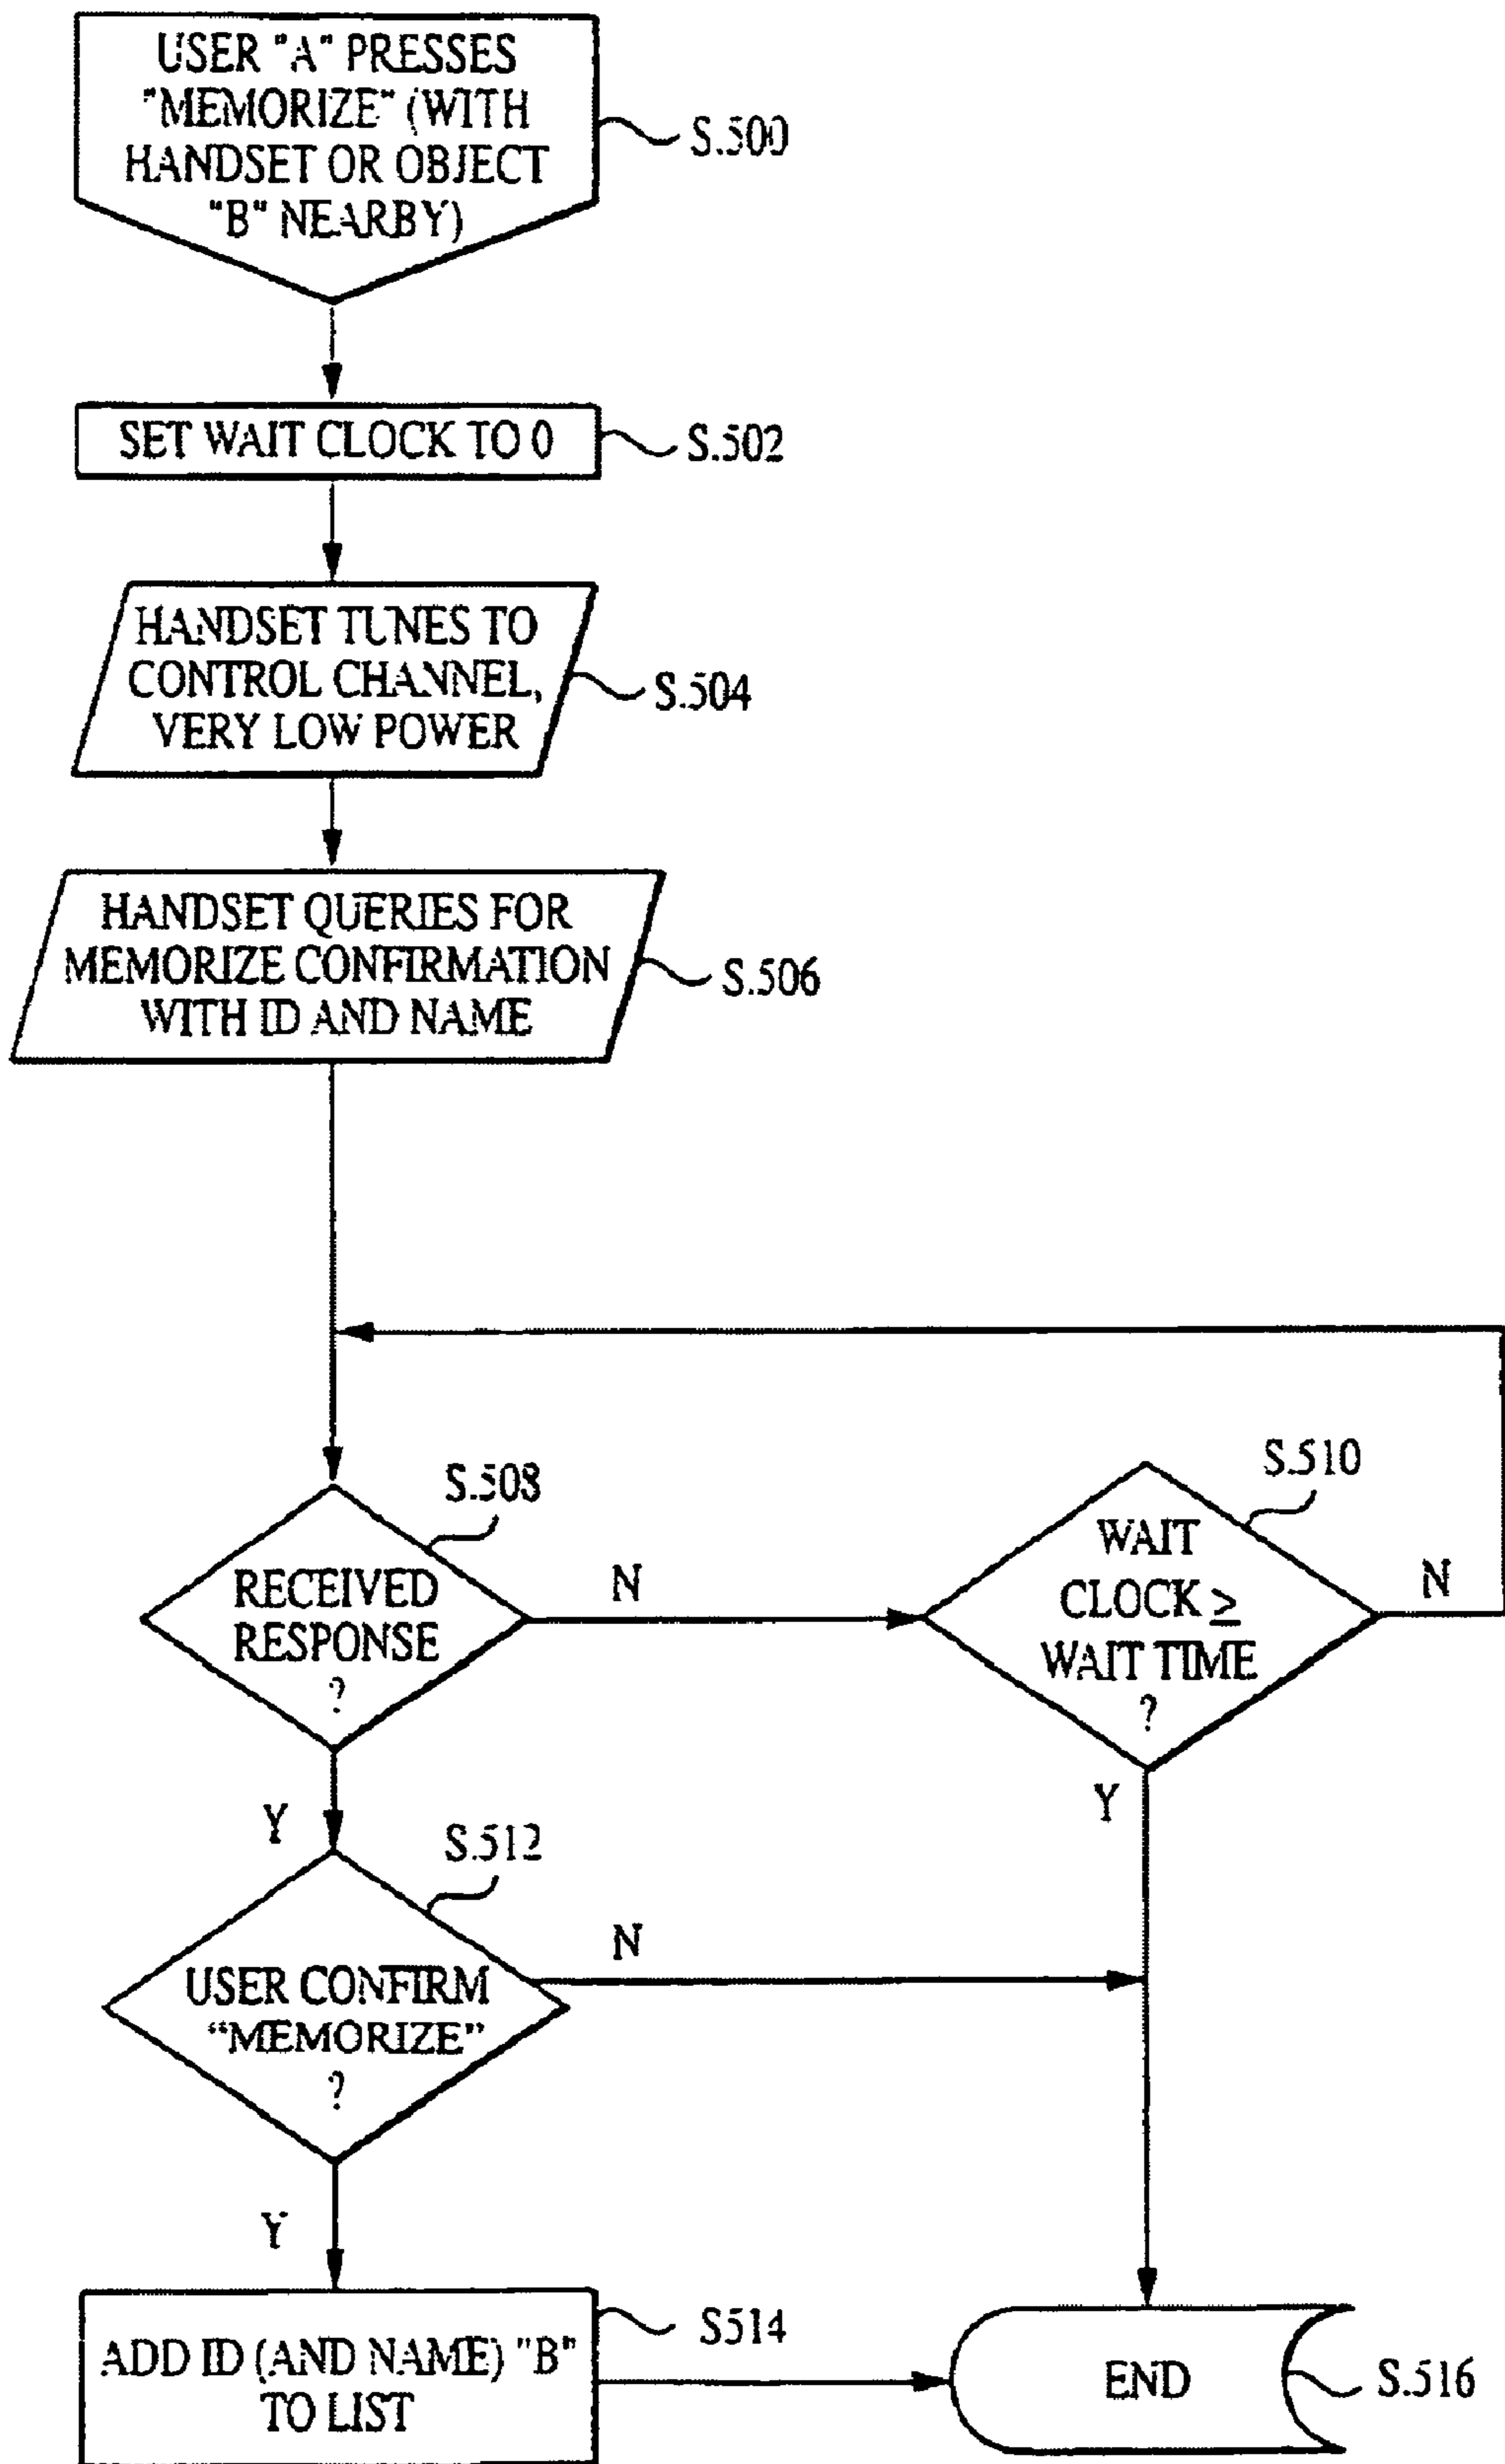 USER "A" PRESSES
"MEMORIZE" (WITH
HANDSET OR OBJECT
"B" NEARBY)
S.500
SET WAIT CLOCK TO 0
S.502
HANDSET TUNES TO
CONTROL CHANNEL,
VERY LOW POWER
S.504
HANDSET QUERIES FOR
MEMORIZE CONFIRMATION
WITH ID AND NAME
S.506
S.508
RECEIVED
RESPONSE
?
N
S.510
WAIT
CLOCK ≥
WAIT TIME
?
N
Y
Y
S.512
USER CONFIRM
“MEMORIZE”
?
N
Y
ADD ID (AND NAME) "B"
TO LIST
S514
END
S.516